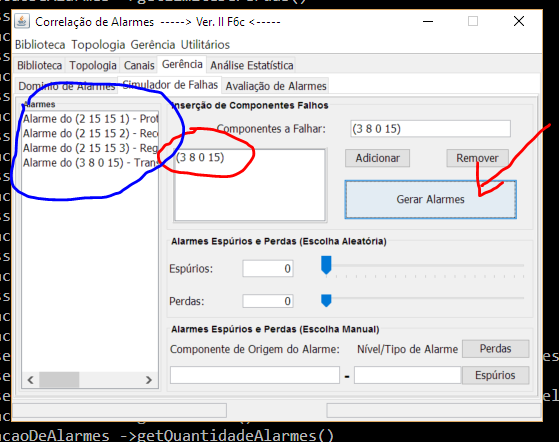 Correlação de Alarmes -----> Ver. II F6c <-----
Biblioteca Topologia Gerência Utilitários
Biblioteca Topologia Canais Gerência Análise Estatística
Domínio de Alarmes Simulador de Falhas Avaliação de Alarmes
Alarmes
Alarme do (2 15 15 1) - Prot
Alarme do (2 15 15 2) - Rec
Alarme do (2 15 15 3) - Reg
Alarme do (3 8 0 15) - Trans
Inserção de Componentes Falhos
Componentes a Falhar: (3 8 0 15)
(3 8 0 15)
Adicionar Remover
Gerar Alarmes
Alarmes Espúrios e Perdas (Escolha Aleatória)
Espúrios: 0
Perdas: 0
Alarmes Espúrios e Perdas (Escolha Manual)
Componente de Origem do Alarme: Nível/Tipo de Alarme Perdas
- Espúrios
acaoDeAlarmes ->getQuantidadeAlarmes()